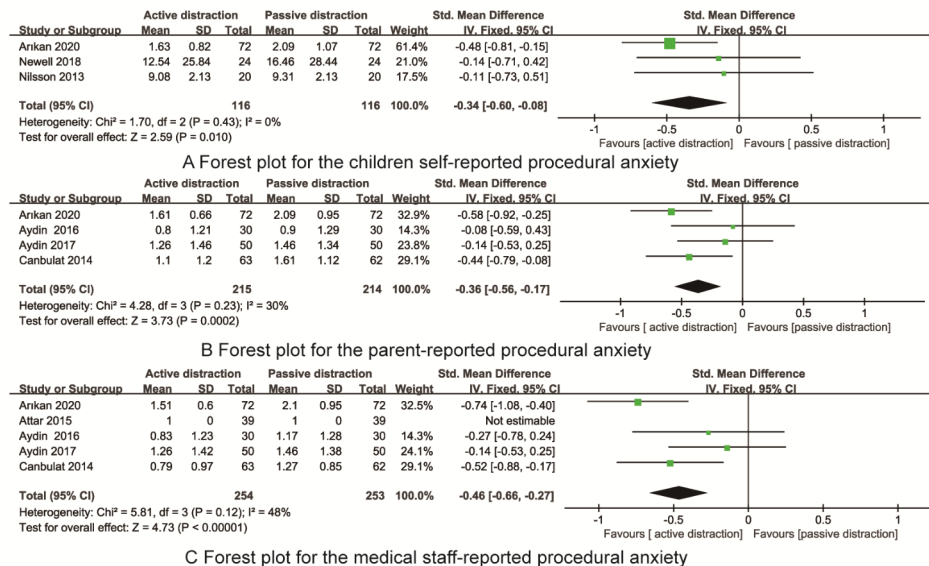 Active distraction Passive distraction Std. Mean Difference Std. Mean Difference
Study or Subgroup Mean SD Total Mean SD Total Weight IV. Fixed. 95% CI IV. Fixed. 95% CI
Arıkan 2020 1.63 0.82 72 2.09 1.07 72 61.4% -0.48 [-0.81, -0.15]
Newell 2018 12.54 25.84 24 16.46 28.44 24 21.0% -0.14 [-0.71, 0.42]
Nilsson 2013 9.08 2.13 20 9.31 2.13 20 17.5% -0.11 [-0.73, 0.51]
Total (95% CI) 116 116 100.0% -0.34 [-0.60, -0.08]
Heterogeneity: Chi² = 1.70, df = 2 (P = 0.43); I² = 0%
Test for overall effect: Z = 2.59 (P = 0.010)
-1 -0.5 0 0.5 1
Favours [active distraction] Favours [ passive distraction]
A Forest plot for the children self-reported procedural anxiety
Active distraction Passive distraction Std. Mean Difference Std. Mean Difference
Study or Subgroup Mean SD Total Mean SD Total Weight IV. Fixed. 95% CI IV. Fixed. 95% CI
Arıkan 2020 1.61 0.66 72 2.09 0.95 72 32.9% -0.58 [-0.92, -0.25]
Aydin 2016 0.8 1.21 30 0.9 1.29 30 14.3% -0.08 [-0.59, 0.43]
Aydin 2017 1.26 1.46 50 1.46 1.34 50 23.8% -0.14 [-0.53, 0.25]
Canbulat 2014 1.1 1.2 63 1.61 1.12 62 29.1% -0.44 [-0.79, -0.08]
Total (95% CI) 215 214 100.0% -0.36 [-0.56, -0.17]
Heterogeneity: Chi² = 4.28, df = 3 (P = 0.23); I² = 30%
Test for overall effect: Z = 3.73 (P = 0.0002)
-1 -0.5 0 0.5 1
Favours [ active distraction] Favours [passive distraction]
B Forest plot for the parent-reported procedural anxiety
Active distraction Passive distraction Std. Mean Difference Std. Mean Difference
Study or Subgroup Mean SD Total Mean SD Total Weight IV. Fixed. 95% CI IV. Fixed. 95% CI
Arıkan 2020 1.51 0.6 72 2.1 0.95 72 32.5% -0.74 [-1.08, -0.40]
Attar 2015 1 0 39 1 0 39 Not estimable
Aydin 2016 0.83 1.23 30 1.17 1.28 30 14.3% -0.27 [-0.78, 0.24]
Aydin 2017 1.26 1.42 50 1.46 1.38 50 24.1% -0.14 [-0.53, 0.25]
Canbulat 2014 0.79 0.97 63 1.27 0.85 62 29.1% -0.52 [-0.88, -0.17]
Total (95% CI) 254 253 100.0% -0.46 [-0.66, -0.27]
Heterogeneity: Chi² = 5.81, df = 3 (P = 0.12); I² = 48%
Test for overall effect: Z = 4.73 (P < 0.00001)
-1 -0.5 0 0.5 1
Favours [active distraction] Favours [passive distraction]
C Forest plot for the medical staff-reported procedural anxiety